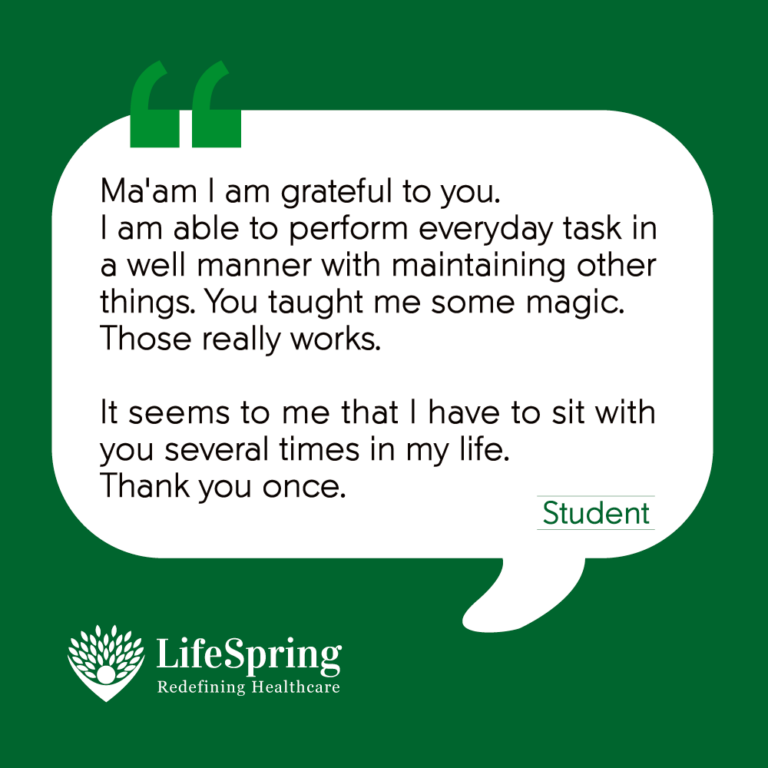 Ma'am I am grateful to you.
I am able to perform everyday task in
a well manner with maintaining other
things. You taught me some magic.
Those really works.
It seems to me that I have to sit with
you several times in my life.
Thank you once.
Student
LifeSpring
Redefining Healthcare